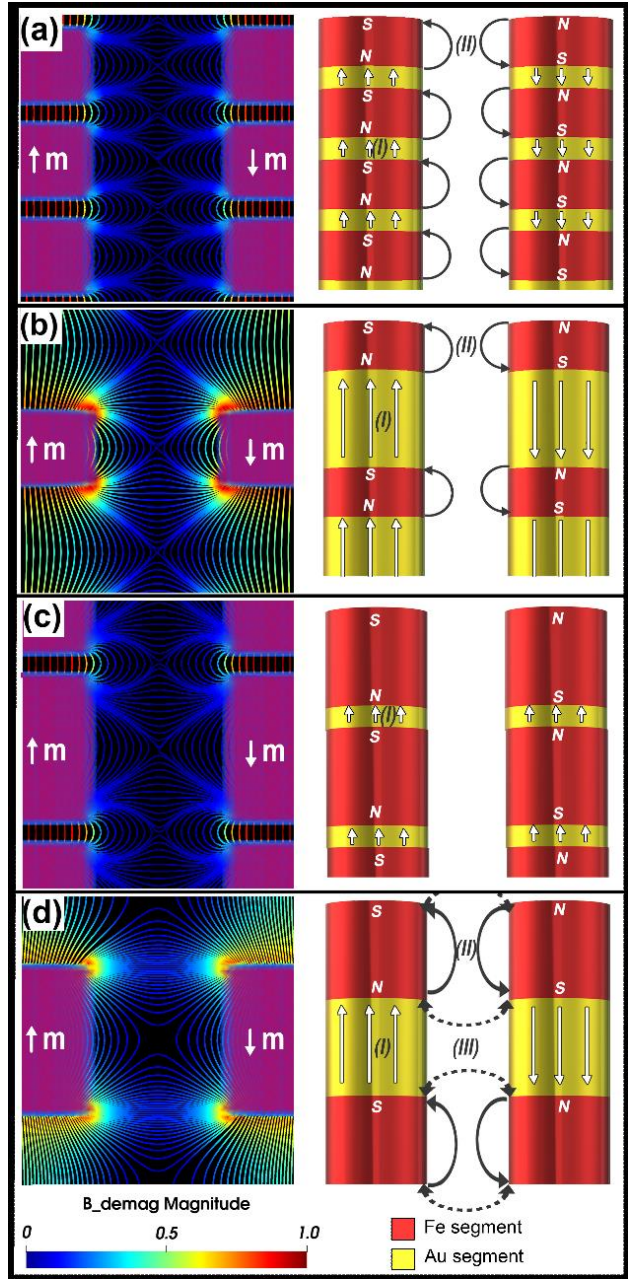 (a)
S N
(II)
N S
S N
N S
m m (I)
S N
N S
S N
N S
(b)
S N
(II)
N S
m m (I)
S N
N S
(c)
S N
N S
(I)
S N
m m
N S
S N
(d)
S N
(II)
N S
m m (I) (III)
S N
B_demag Magnitude
0 0.5 1.0
Fe segment
Au segment